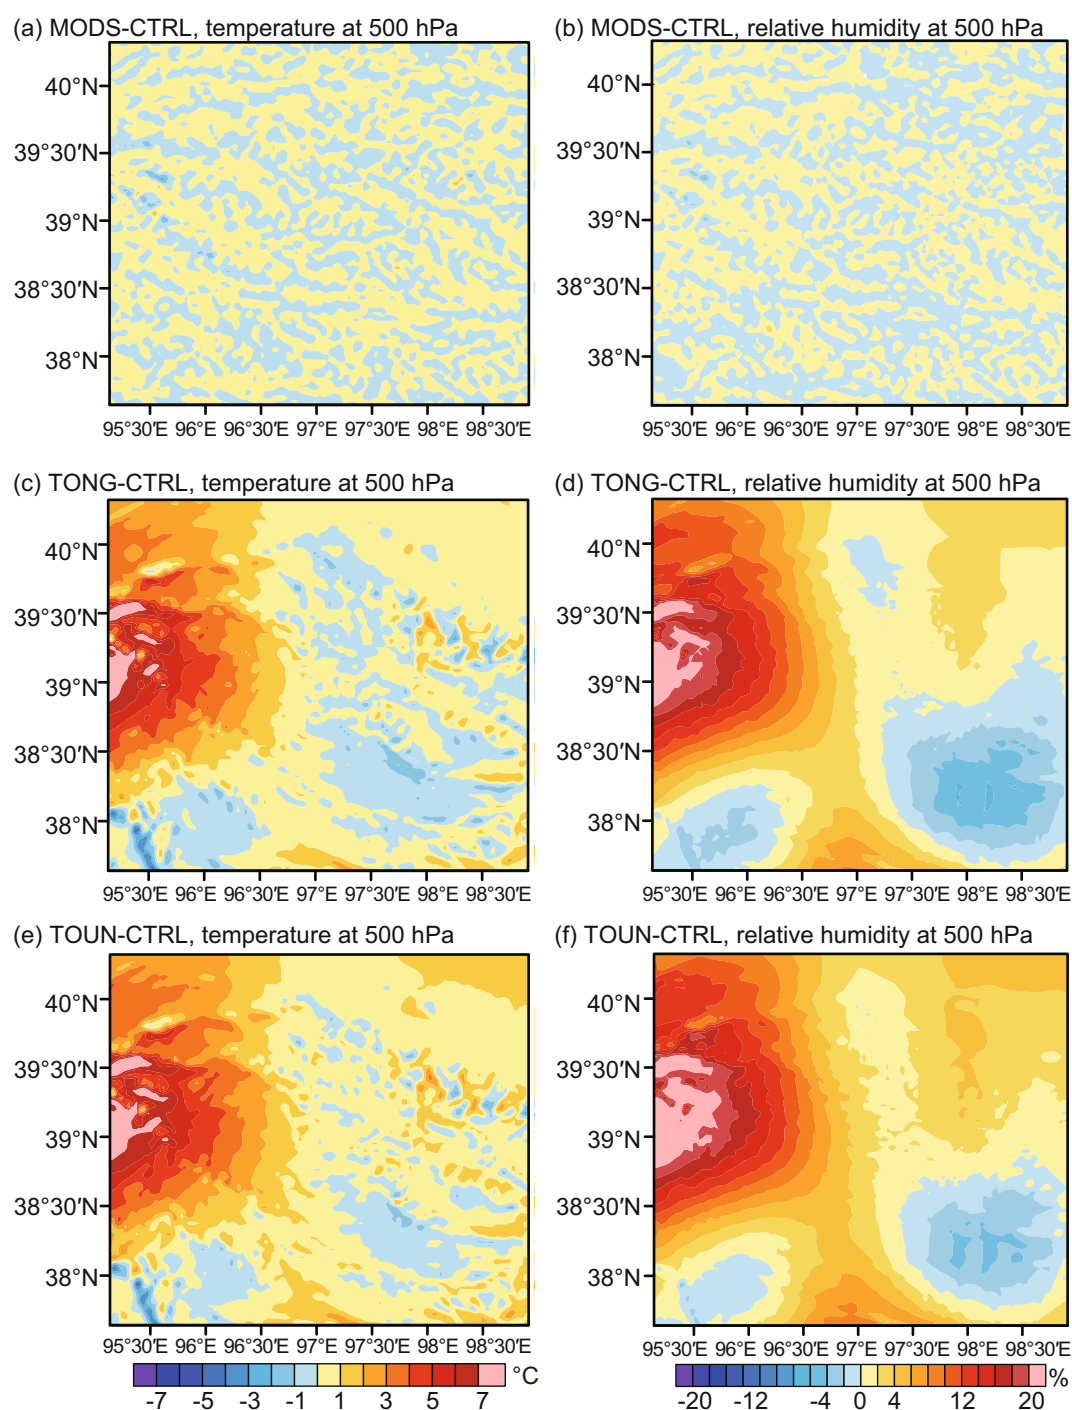 (a) MODS-CTRL, temperature at 500 hPa
(b) MODS-CTRL, relative humidity at 500 hPa
40°N
39°30′N
39°N
38°30′N
38°N
95°30′E 96°E 96°30′E 97°E 97°30′E 98°E 98°30′E
40°N
39°30′N
39°N
38°30′N
38°N
95°30′E 96°E 96°30′E 97°E 97°30′E 98°E 98°30′E
(c) TONG-CTRL, temperature at 500 hPa
(d) TONG-CTRL, relative humidity at 500 hPa
40°N
39°30′N
39°N
38°30′N
38°N
95°30′E 96°E 96°30′E 97°E 97°30′E 98°E 98°30′E
40°N
39°30′N
39°N
38°30′N
38°N
95°30′E 96°E 96°30′E 97°E 97°30′E 98°E 98°30′E
(e) TOUN-CTRL, temperature at 500 hPa
(f) TOUN-CTRL, relative humidity at 500 hPa
40°N
39°30′N
39°N
38°30′N
38°N
95°30′E 96°E 96°30′E 97°E 97°30′E 98°E 98°30′E
40°N
39°30′N
39°N
38°30′N
38°N
95°30′E 96°E 96°30′E 97°E 97°30′E 98°E 98°30′E
°C
-7 -5 -3 -1 1 3 5 7
%
-20 -12 -4 0 4 12 20